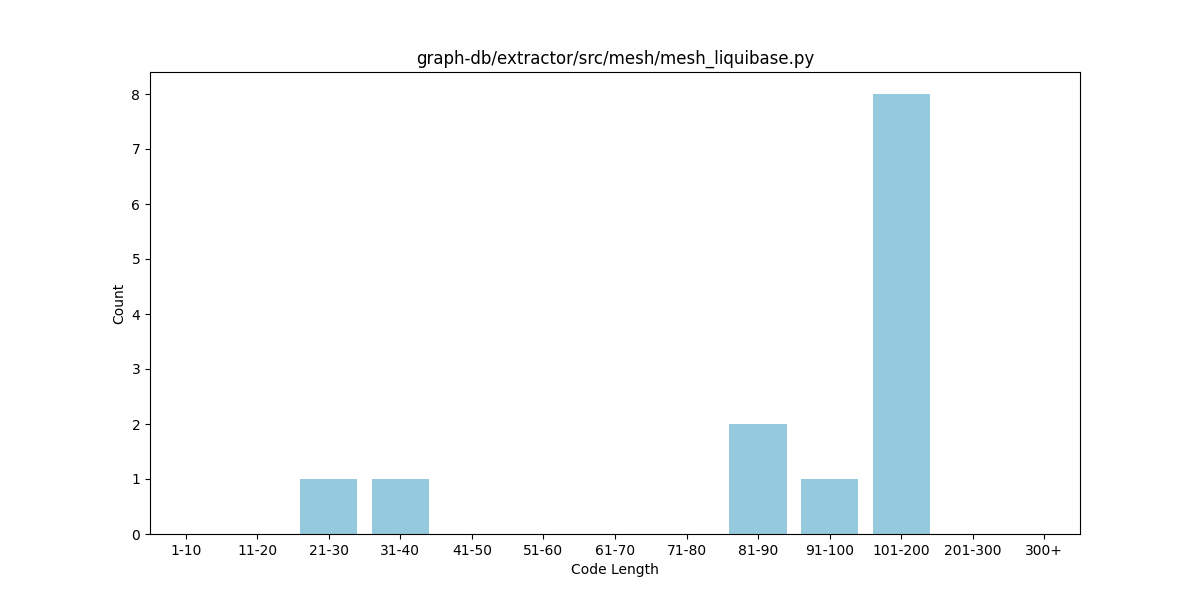 graph-db/extractor/src/mesh/mesh_liquibase.py
8
7
6
5
4
3
2
1
0
Count
1-10 11-20 21-30 31-40 41-50 51-60 61-70 71-80 81-90 91-100 101-200 201-300 300+
Code Length